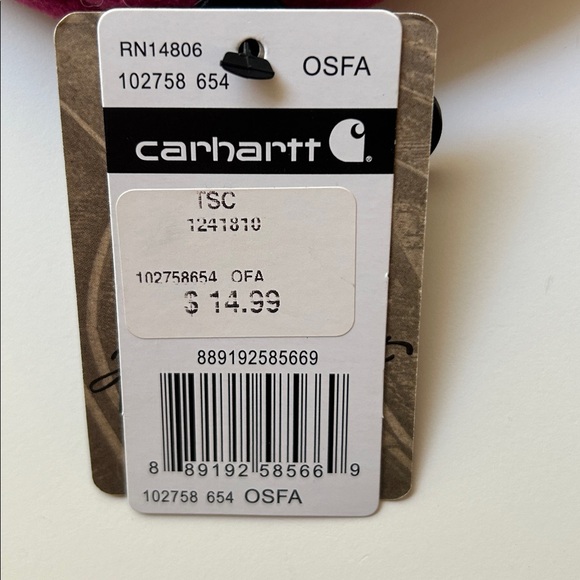 RN14806
OSFA
102758 654
carhartt
TSC
1241810
102758654 OFA
$ 14.99
889192585669
8 89192 58566 9
102758 654 OSFA